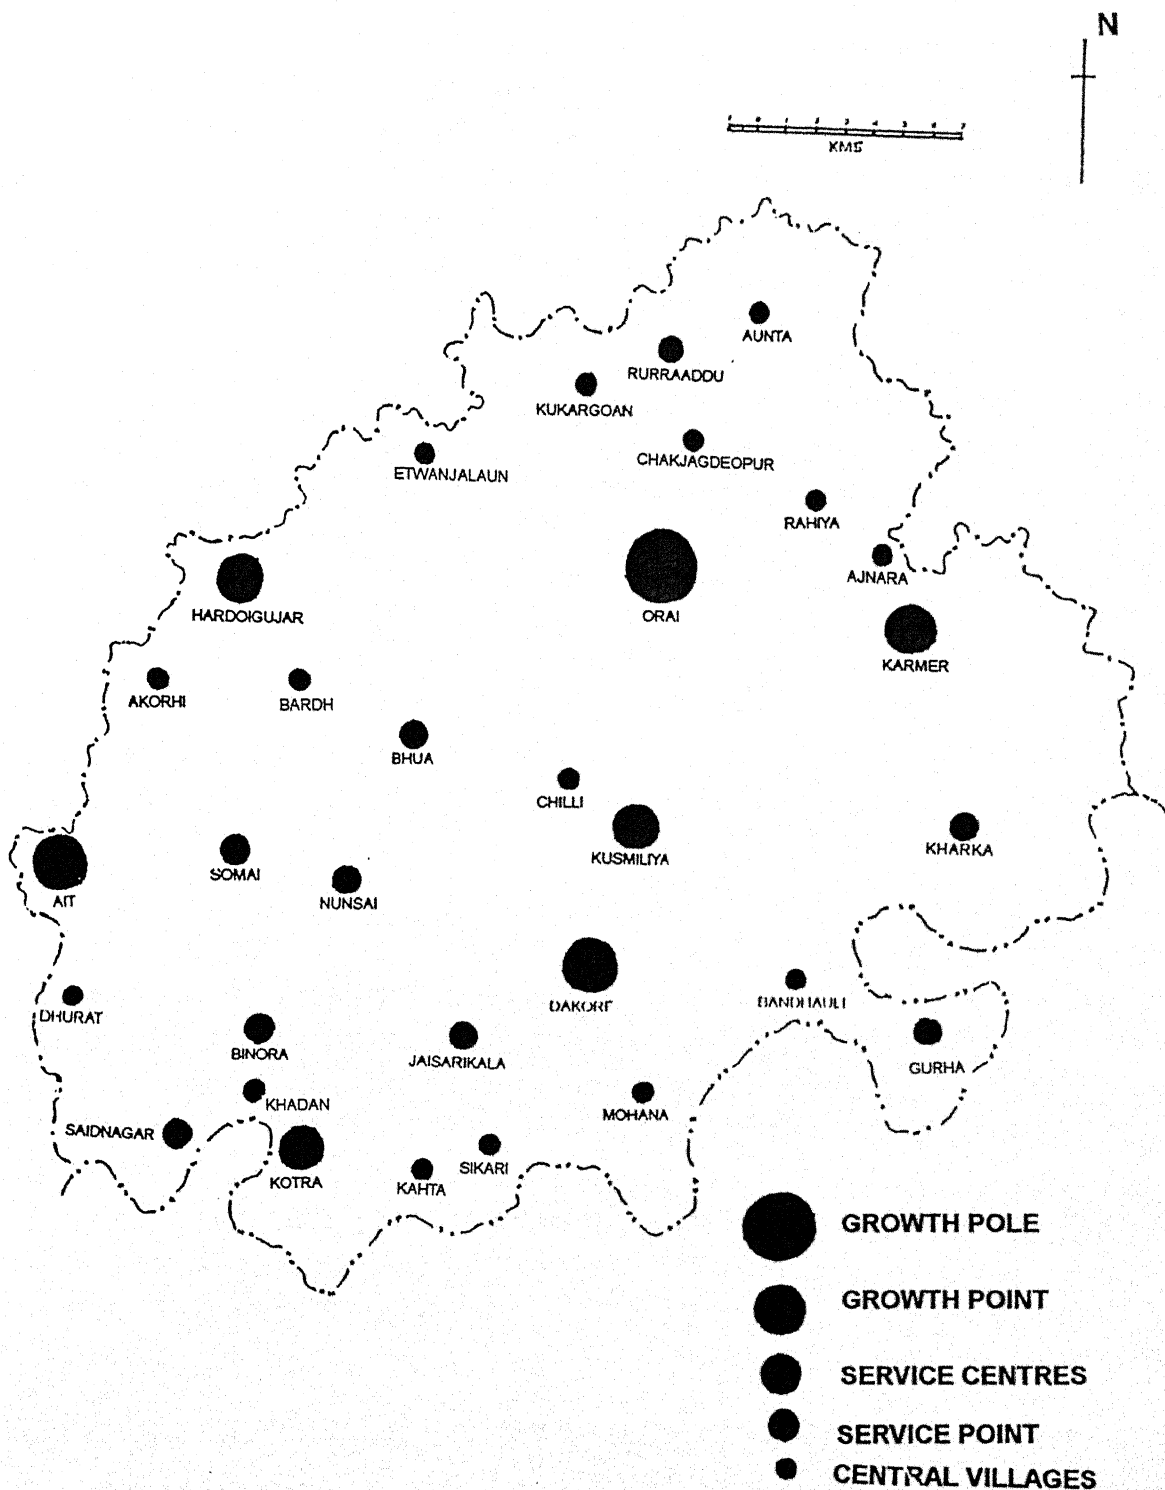 N
KMS
AUNTA
RURRAADDU
KUKARGOAN
CHAKJAGDEOPUR
ETWANJALAUN
RAHIYA
AJNARA
HARDOIGUJAR
ORAI
KARMER
AKORHI
BARDH
BHUA
CHILLI
KUSMILIYA
KHARKA
SOMAI
AIT
NUNSAI
DHURAT
DAKORE
BANDHAULI
BINORA
JAISARIKALA
GURHA
KHADAN
MOHANA
SAIDNAGAR
KOTRA
KAHTA
SIKARI
GROWTH POLE
GROWTH POINT
SERVICE CENTRES
SERVICE POINT
CENTRAL VILLAGES